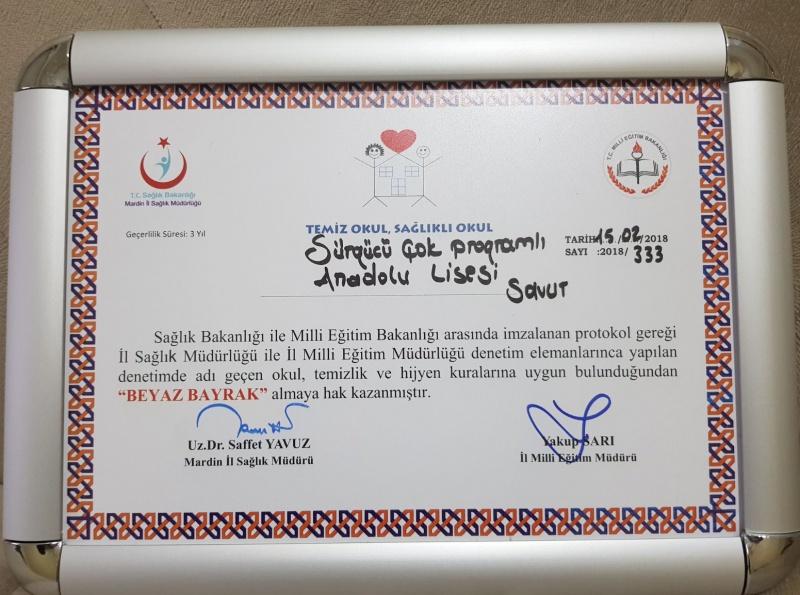 T.C. Sağlık Bakanlığı
Mardin İl Sağlık Müdürlüğü
T.C. MİLLÎ EĞİTİM BAKANLIĞI
Geçerlilik Süresi: 3 Yıl
TEMİZ OKUL, SAĞLIKLI OKUL
Sürgücü Çok programlı
Anadolu Lisesi
Savur
TARİH 15/02/2018
SAYI :2018/ 333
Sağlık Bakanlığı ile Milli Eğitim Bakanlığı arasında imzalanan protokol gereği
İl Sağlık Müdürlüğü ile İl Milli Eğitim Müdürlüğü denetim elemanlarınca yapılan
denetimde adı geçen okul, temizlik ve hijyen kuralarına uygun bulunduğundan
“BEYAZ BAYRAK” almaya hak kazanmıştır.
Uz.Dr. Saffet YAVUZ
Mardin İl Sağlık Müdürü
Yakup SARI
İl Milli Eğitim Müdürü